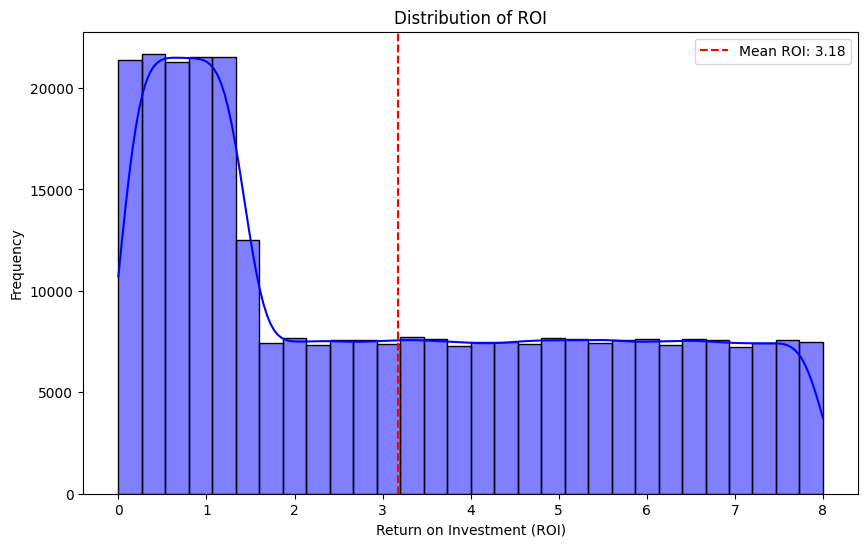 Distribution of ROI
Mean ROI: 3.18
Frequency
20000
15000
10000
5000
0
0 1 2 3 4 5 6 7 8
Return on Investment (ROI)